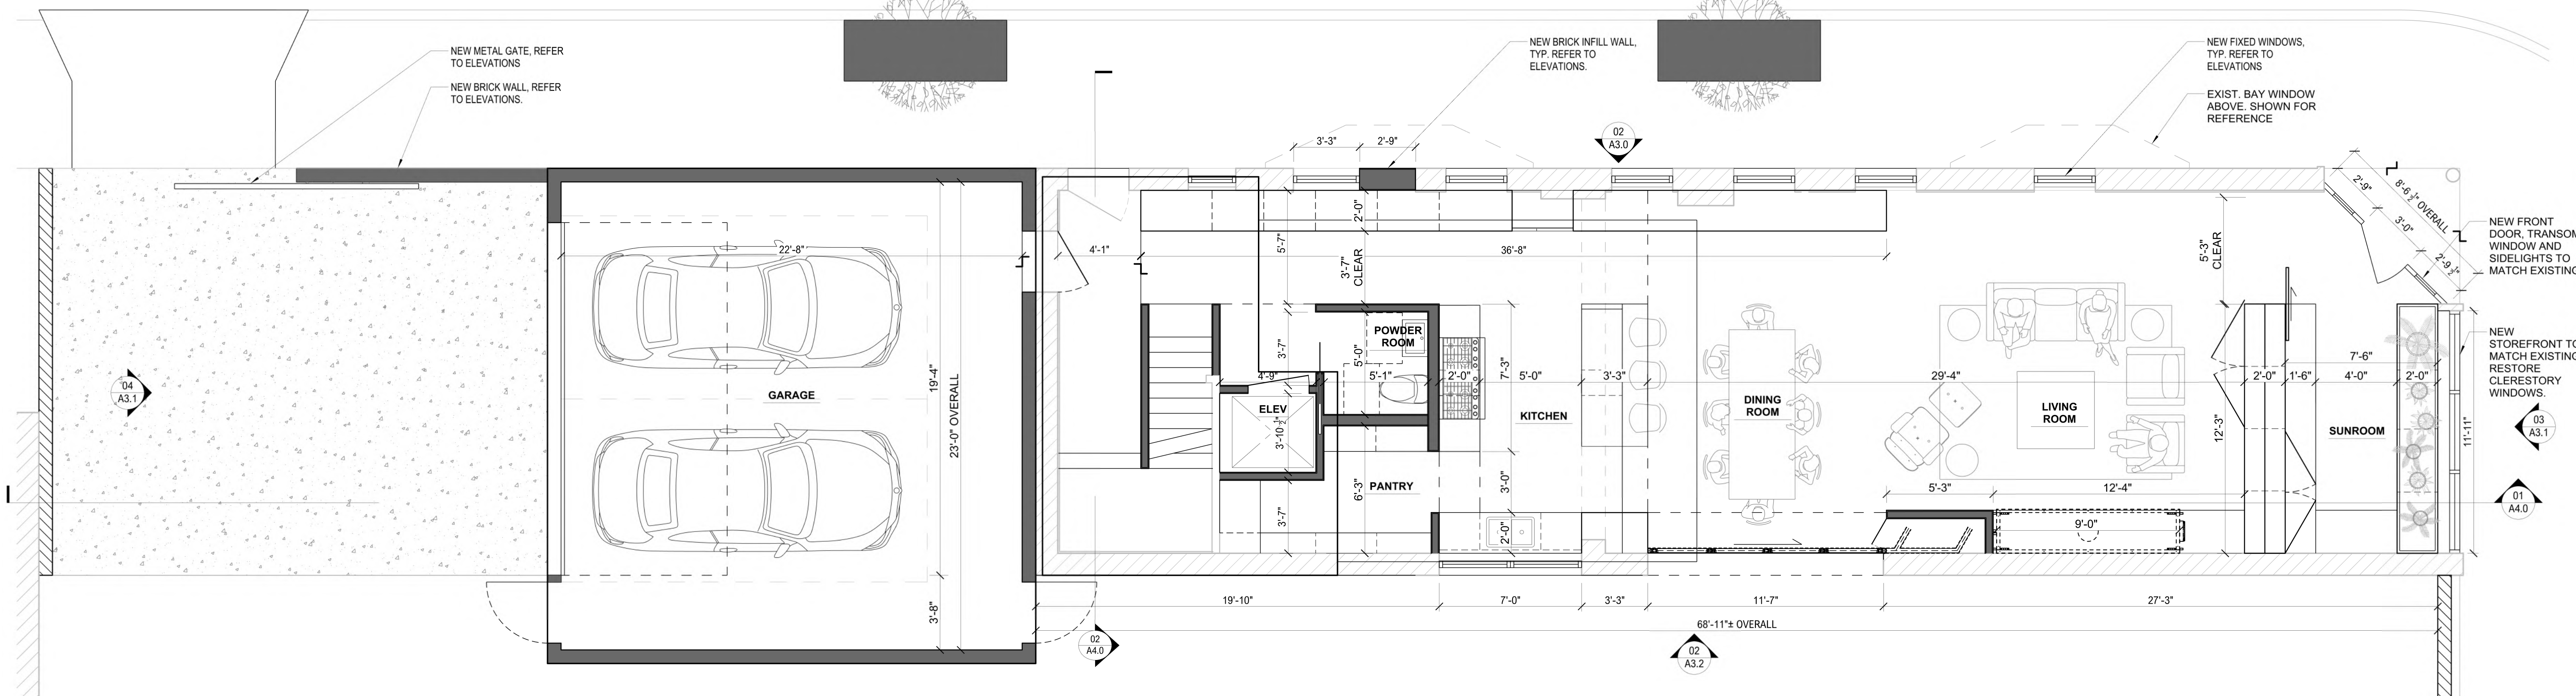 NEW METAL GATE, REFER
TO ELEVATIONS
NEW BRICK WALL, REFER
TO ELEVATIONS.
NEW BRICK INFILL WALL,
TYP. REFER TO
ELEVATIONS.
NEW FIXED WINDOWS,
TYP. REFER TO
ELEVATIONS
EXIST. BAY WINDOW
ABOVE. SHOWN FOR
REFERENCE
02
A3.0
3'-3"
2'-9"
8'-6 1/2" OVERALL
2'-9"
3'-0"
2'-9 1/2"
NEW FRONT
DOOR, TRANSOM
WINDOW AND
SIDELIGHTS TO
MATCH EXISTING
22'-8"
4'-1"
5'-7"
2'-0"
3'-7"
CLEAR
36'-8"
5'-3"
CLEAR
NEW
STOREFRONT TO
MATCH EXISTING
RESTORE
CLERESTORY
WINDOWS.
04
A3.1
GARAGE
19'-4"
23'-0" OVERALL
3'-8"
POWDER
ROOM
3'-7"
5'-0"
4'-9"
5'-1"
2'-0"
7'-3"
5'-0"
3'-3"
29'-4"
2'-0"
1'-6"
7'-6"
4'-0"
2'-0"
ELEV
3'-10 1/2"
KITCHEN
DINING
ROOM
LIVING
ROOM
12'-3"
SUNROOM
11'-11"
03
A3.1
PANTRY
6'-3"
3'-7"
3'-0"
2'-0"
5'-3"
12'-4"
9'-0"
01
A4.0
19'-10"
7'-0"
3'-3"
11'-7"
27'-3"
68'-11"± OVERALL
02
A4.0
02
A3.2